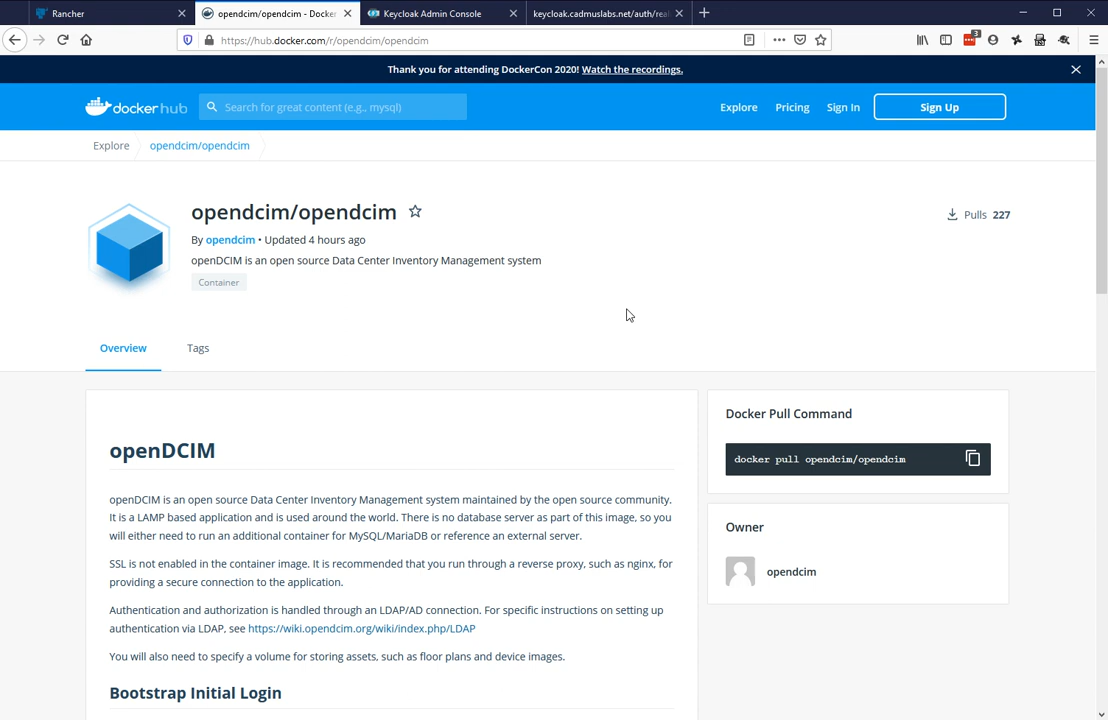 Rancher
opendcim/opendcim - Docker
Keycloak Admin Console
keycloak.cadmuslabs.net/auth/real
https://hub.docker.com/r/opendcim/opendcim
3
Thank you for attending DockerCon 2020! Watch the recordings.
docker hub
Search for great content (e.g., mysql)
Explore
Pricing
Sign In
Sign Up
Explore
opendcim/opendcim
opendcim/opendcim
Pulls 227
By opendcim • Updated 4 hours ago
openDCIM is an open source Data Center Inventory Management system
Container
Overview
Tags
openDCIM
openDCIM is an open source Data Center Inventory Management system maintained by the open source community.
It is a LAMP based application and is used around the world. There is no database server as part of this image, so you
will either need to run an additional container for MySQL/MariaDB or reference an external server.
SSL is not enabled in the container image. It is recommended that you run through a reverse proxy, such as nginx, for
providing a secure connection to the application.
Authentication and authorization is handled through an LDAP/AD connection. For specific instructions on setting up
authentication via LDAP, see https://wiki.opendcim.org/wiki/index.php/LDAP
You will also need to specify a volume for storing assets, such as floor plans and device images.
Bootstrap Initial Login
Docker Pull Command
docker pull opendcim/opendcim
Owner
opendcim